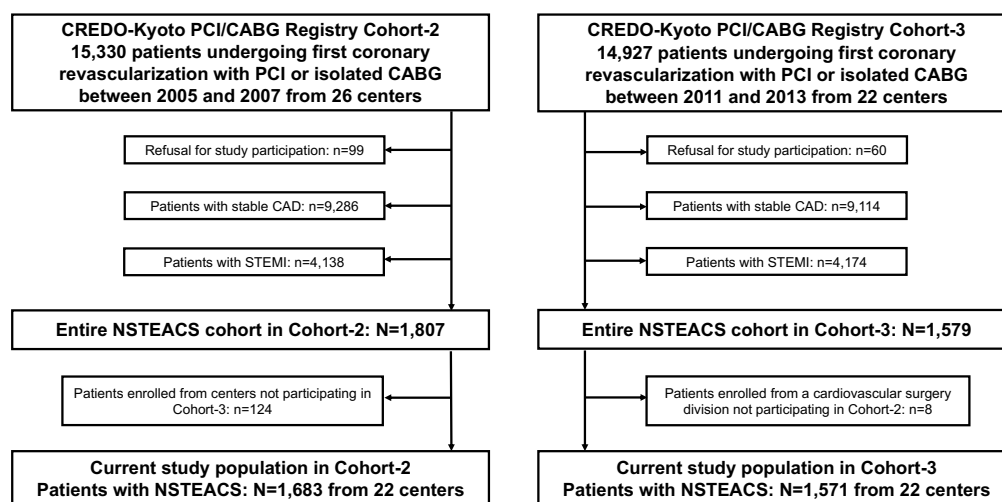 CREDO-Kyoto PCI/CABG Registry Cohort-2
15,330 patients undergoing first coronary
revascularization with PCI or isolated CABG
between 2005 and 2007 from 26 centers
Refusal for study participation: n=99
Patients with stable CAD: n=9,286
Patients with STEMI: n=4,138
Entire NSTEACS cohort in Cohort-2: N=1,807
Patients enrolled from centers not participating in
Cohort-3: n=124
Current study population in Cohort-2
Patients with NSTEACS: N=1,683 from 22 centers
CREDO-Kyoto PCI/CABG Registry Cohort-3
14,927 patients undergoing first coronary
revascularization with PCI or isolated CABG
between 2011 and 2013 from 22 centers
Refusal for study participation: n=60
Patients with stable CAD: n=9,114
Patients with STEMI: n=4,174
Entire NSTEACS cohort in Cohort-3: N=1,579
Patients enrolled from a cardiovascular surgery
division not participating in Cohort-2: n=8
Current study population in Cohort-3
Patients with NSTEACS: N=1,571 from 22 centers